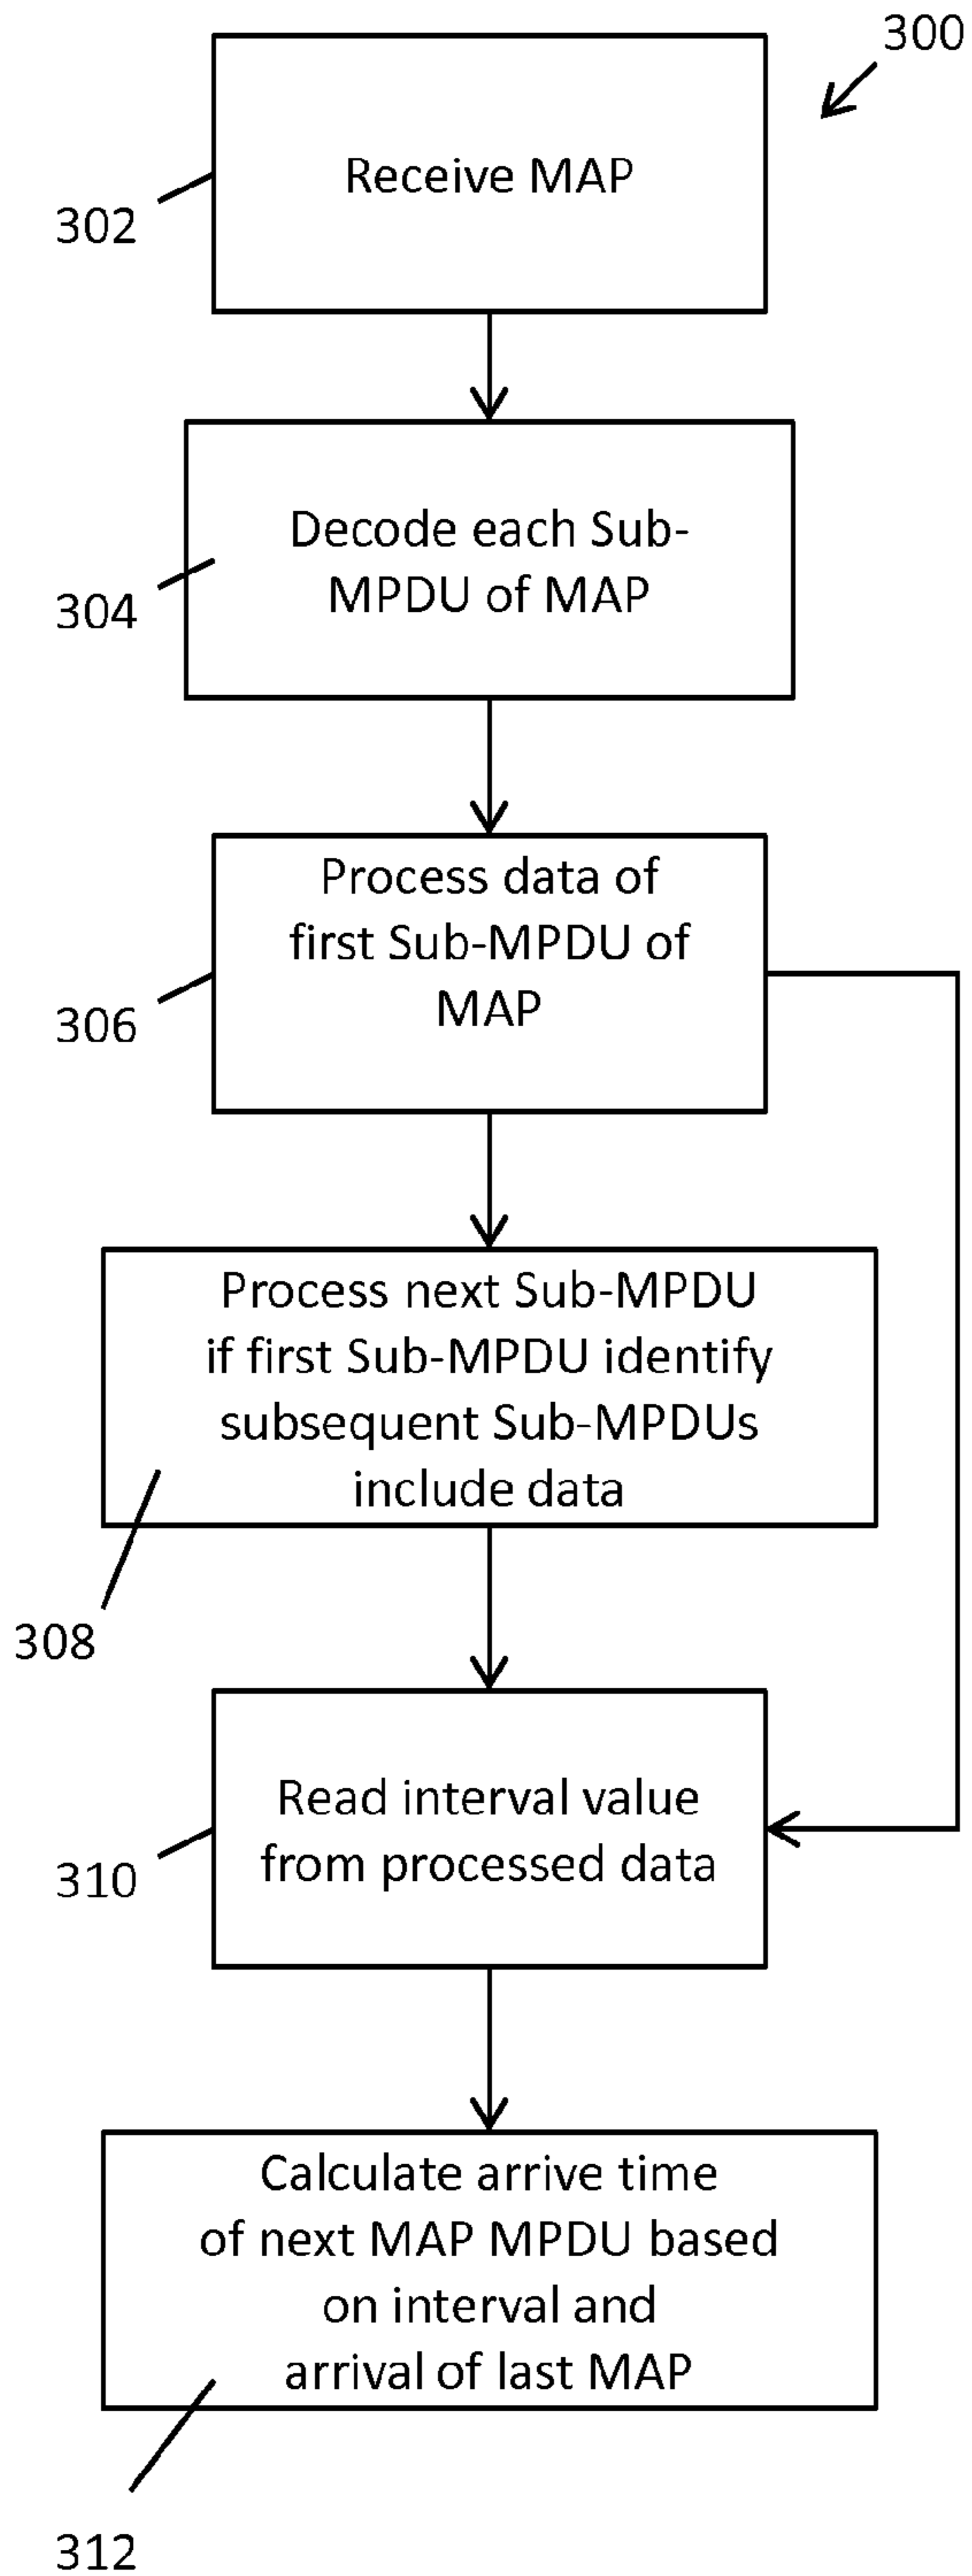 300
Receive MAP
302
Decode each Sub-
MPDU of MAP
304
Process data of
first Sub-MPDU of
MAP
306
Process next Sub-MPDU
if first Sub-MPDU identify
subsequent Sub-MPDUs
include data
308
Read interval value
from processed data
310
Calculate arrive time
of next MAP MPDU based
on interval and
arrival of last MAP
312